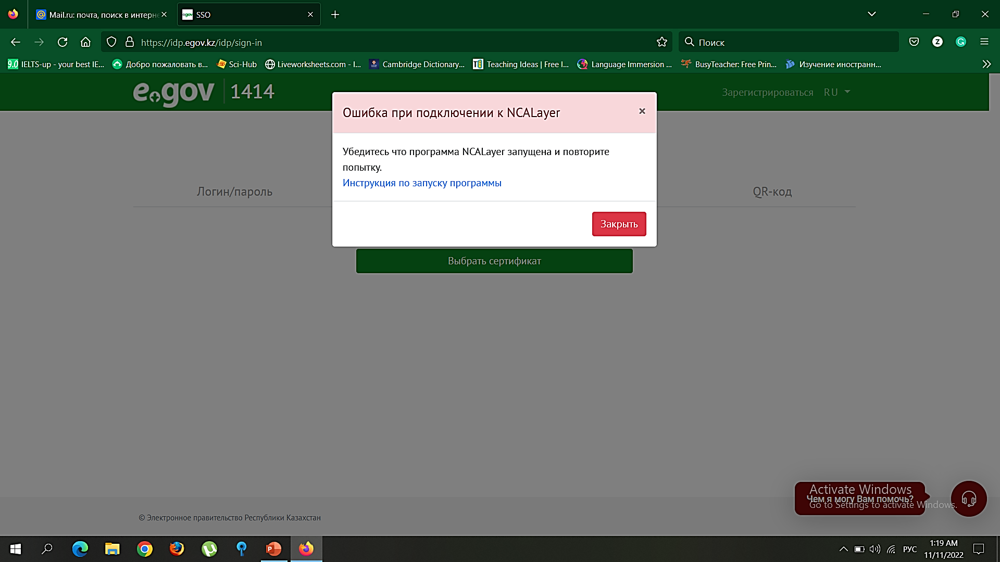 Mail.ru: почта, поиск в интерне
SSO
https://idp.egov.kz/idp/sign-in
Поиск
9.0 IELTS-up - your best IE...
Добро пожаловать в...
Sci-Hub
Liveworksheets.com - I...
Cambridge Dictionary...
Teaching Ideas | Free I...
Language Immersion ...
BusyTeacher: Free Prin...
Изучение иностранн...
egov 1414
Зарегистрироваться RU
Ошибка при подключении к NCALayer
×
Убедитесь что программа NCALayer запущена и повторите
попытку.
Инструкция по запуску программы
Логин/пароль
QR-код
Закрыть
Выбрать сертификат
Activate Windows
Чем я могу Вам помочь?
Go to Settings to activate Windows.
© Электронное правительство Республики Казахстан
РУС
1:19 AM
11/11/2022